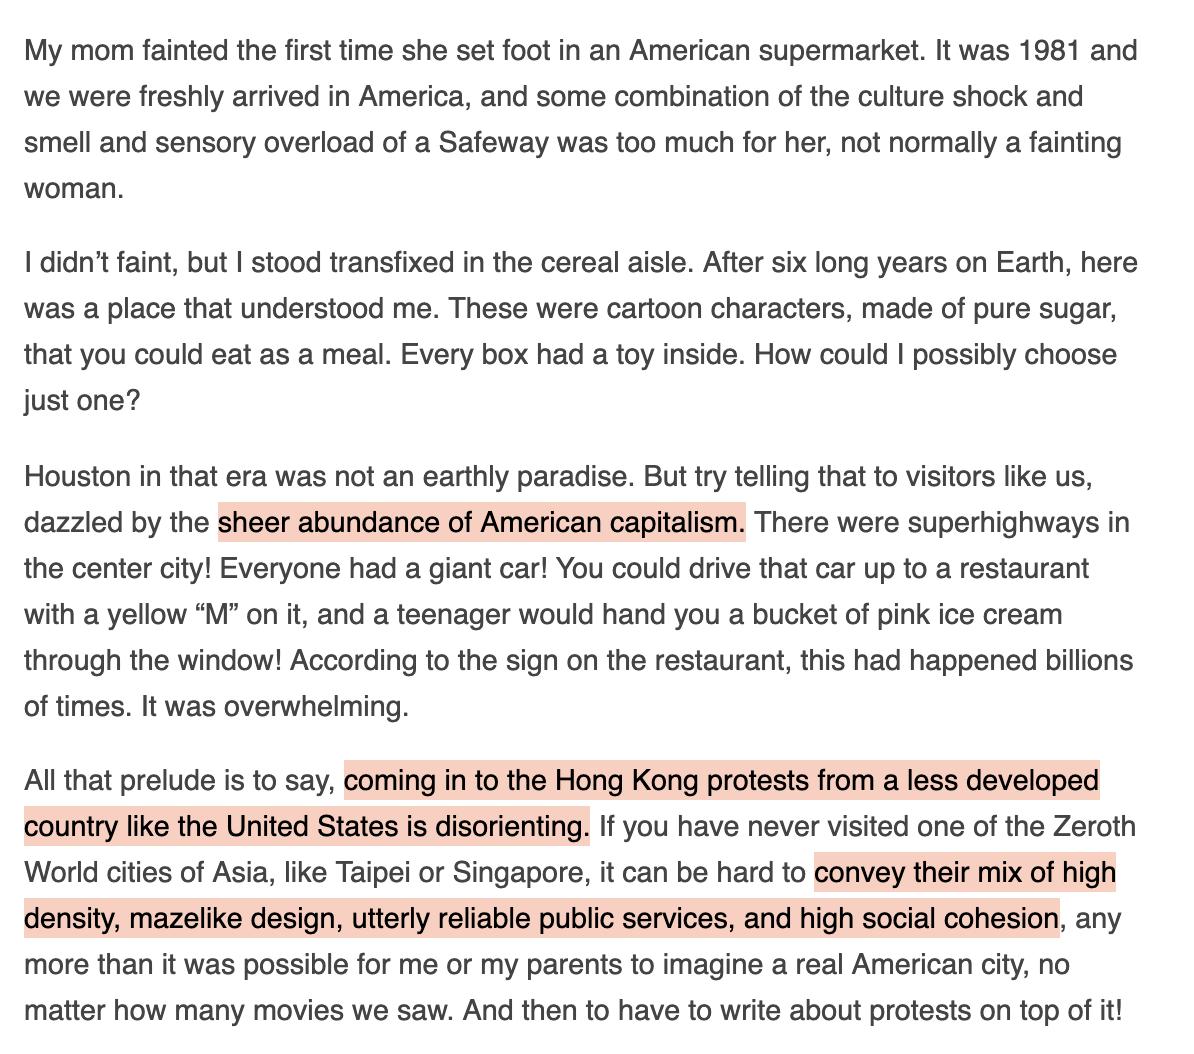 My mom fainted the first time she set foot in an American supermarket. It was 1981 and
we were freshly arrived in America, and some combination of the culture shock and
smell and sensory overload of a Safeway was too much for her, not normally a fainting
woman.
I didn’t faint, but I stood transfixed in the cereal aisle. After six long years on Earth, here
was a place that understood me. These were cartoon characters, made of pure sugar,
that you could eat as a meal. Every box had a toy inside. How could I possibly choose
just one?
Houston in that era was not an earthly paradise. But try telling that to visitors like us,
dazzled by the sheer abundance of American capitalism. There were superhighways in
the center city! Everyone had a giant car! You could drive that car up to a restaurant
with a yellow “M” on it, and a teenager would hand you a bucket of pink ice cream
through the window! According to the sign on the restaurant, this had happened billions
of times. It was overwhelming.
All that prelude is to say, coming in to the Hong Kong protests from a less developed
country like the United States is disorienting. If you have never visited one of the Zeroth
World cities of Asia, like Taipei or Singapore, it can be hard to convey their mix of high
density, mazelike design, utterly reliable public services, and high social cohesion, any
more than it was possible for me or my parents to imagine a real American city, no
matter how many movies we saw. And then to have to write about protests on top of it!